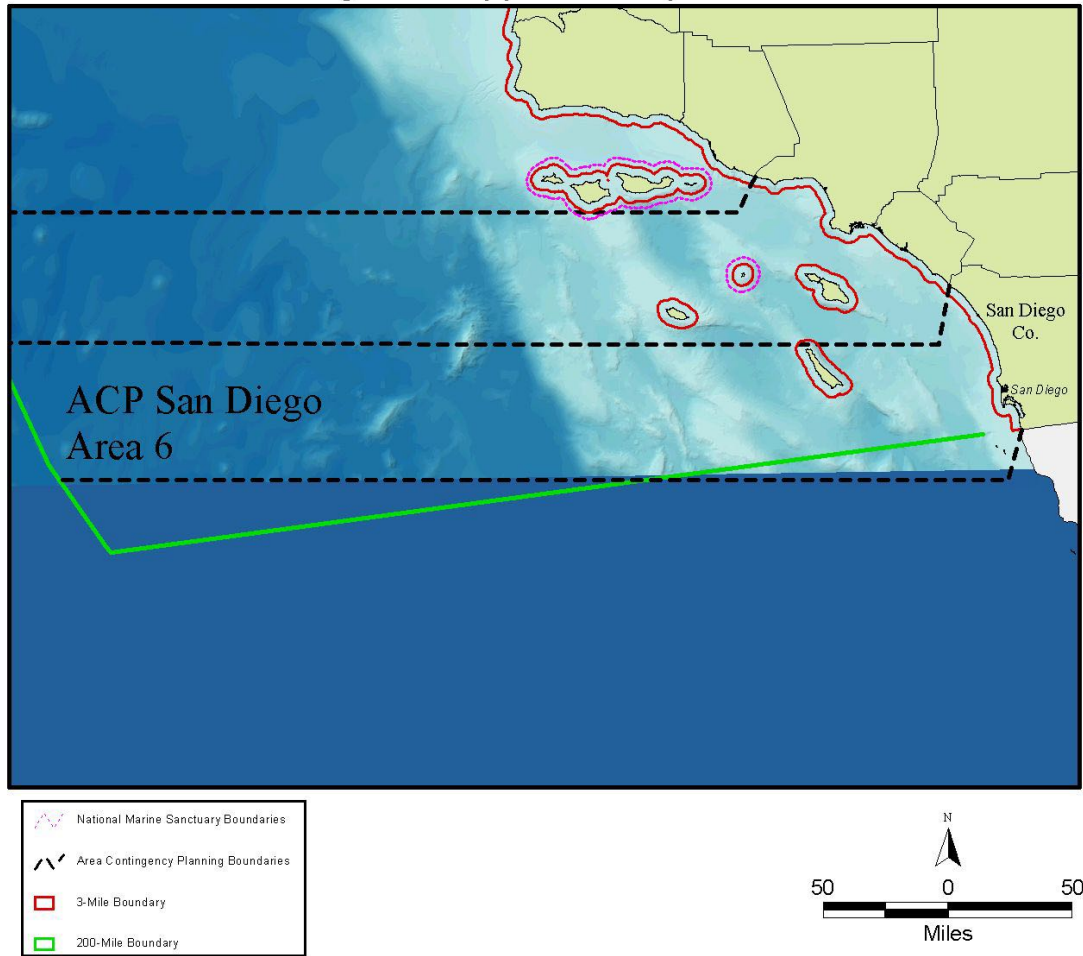 San Diego
Co.
San Diego
ACP San Diego
Area 6
National Marine Sanctuary Boundaries
Area Contingency Planning Boundaries
3-Mile Boundary
200-Mile Boundary
N
50 0 50
Miles